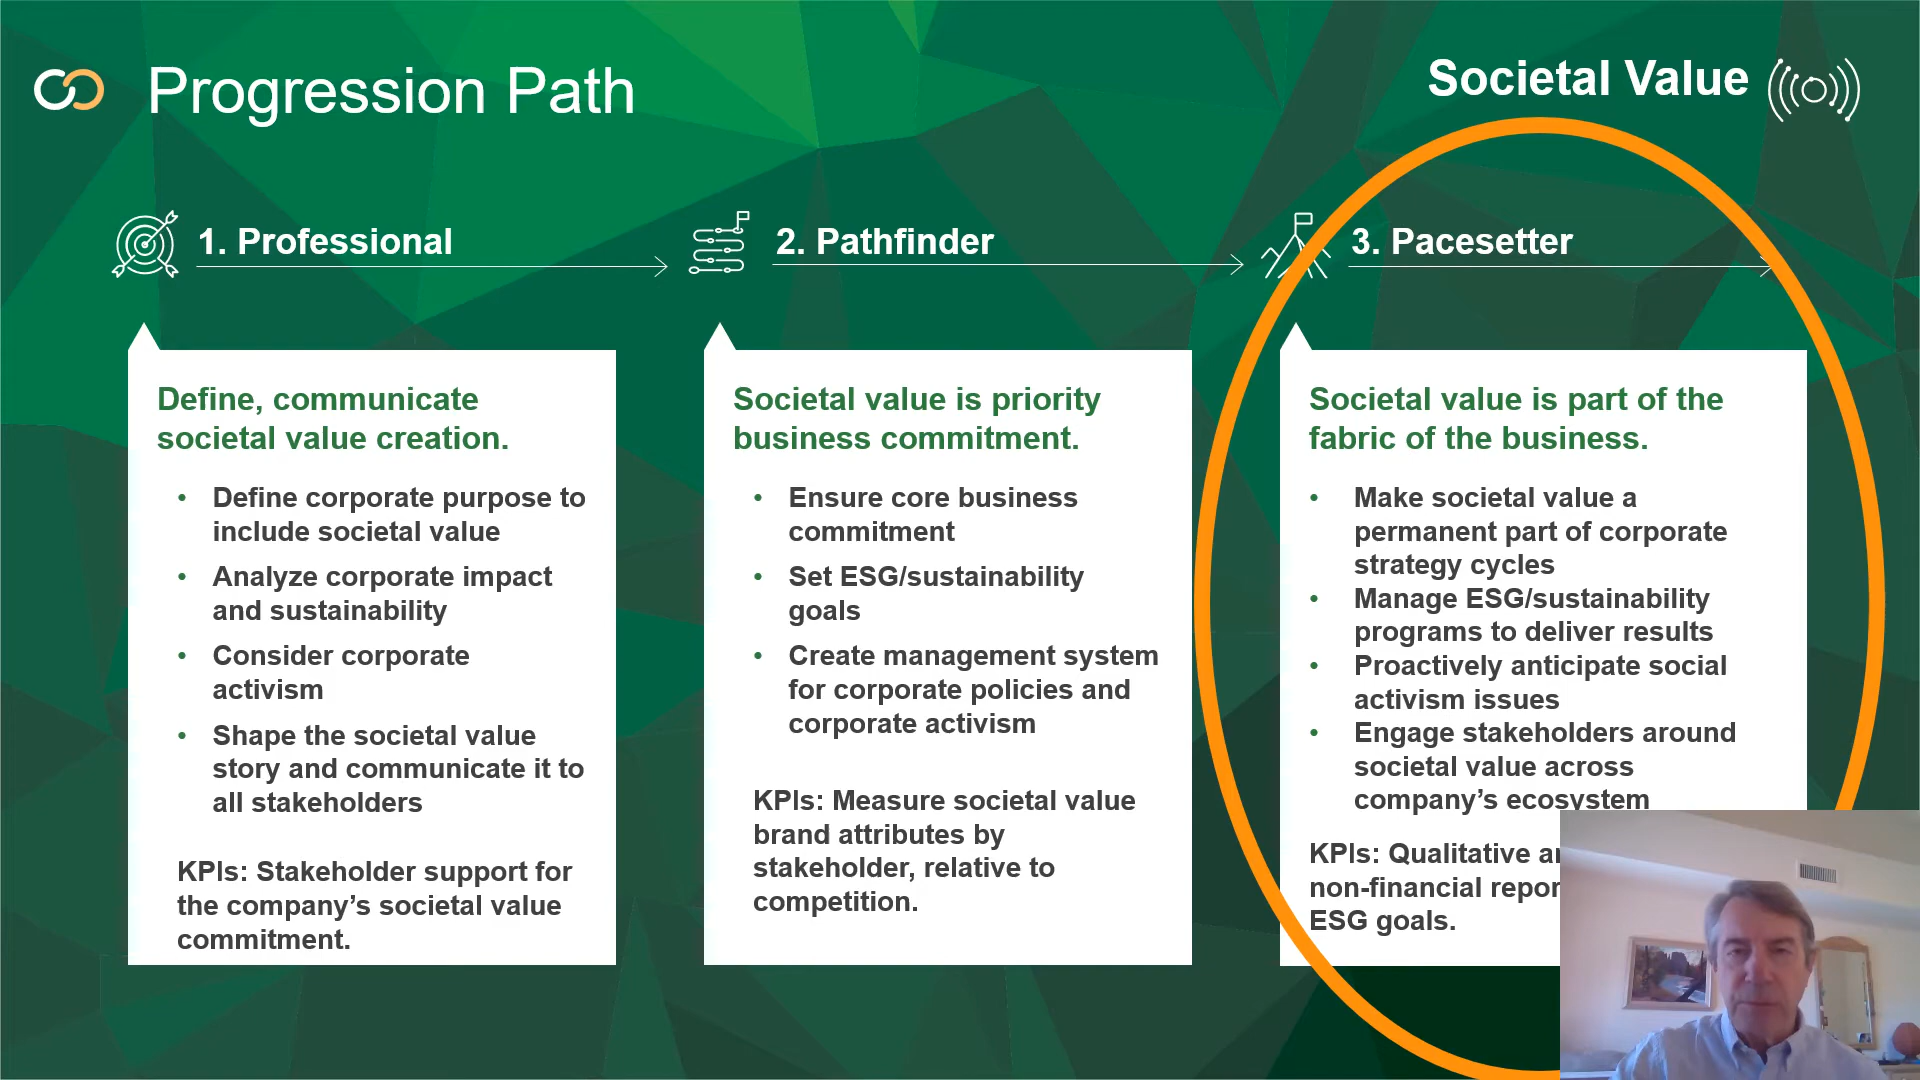 Progression Path
Societal Value
1. Professional
2. Pathfinder
3. Pacesetter
Define, communicate
societal value creation.
• Define corporate purpose to
include societal value
• Analyze corporate impact
and sustainability
• Consider corporate
activism
• Shape the societal value
story and communicate it to
all stakeholders
KPIs: Stakeholder support for
the company’s societal value
commitment.
Societal value is priority
business commitment.
• Ensure core business
commitment
• Set ESG/sustainability
goals
• Create management system
for corporate policies and
corporate activism
KPIs: Measure societal value
brand attributes by
stakeholder, relative to
competition.
Societal value is part of the
fabric of the business.
• Make societal value a
permanent part of corporate
strategy cycles
• Manage ESG/sustainability
programs to deliver results
• Proactively anticipate social
activism issues
• Engage stakeholders around
societal value across
company’s ecosystem
KPIs: Qualitative
non-financial
ESG goals.